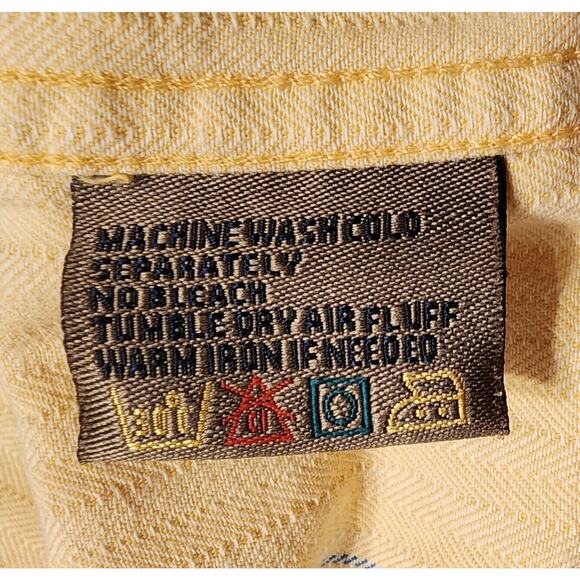 MACHINE WASH COLD
SEPARATELY
NO BLEACH
TUMBLE DRY AIR FLUFF
WARM IRON IF NEEDED